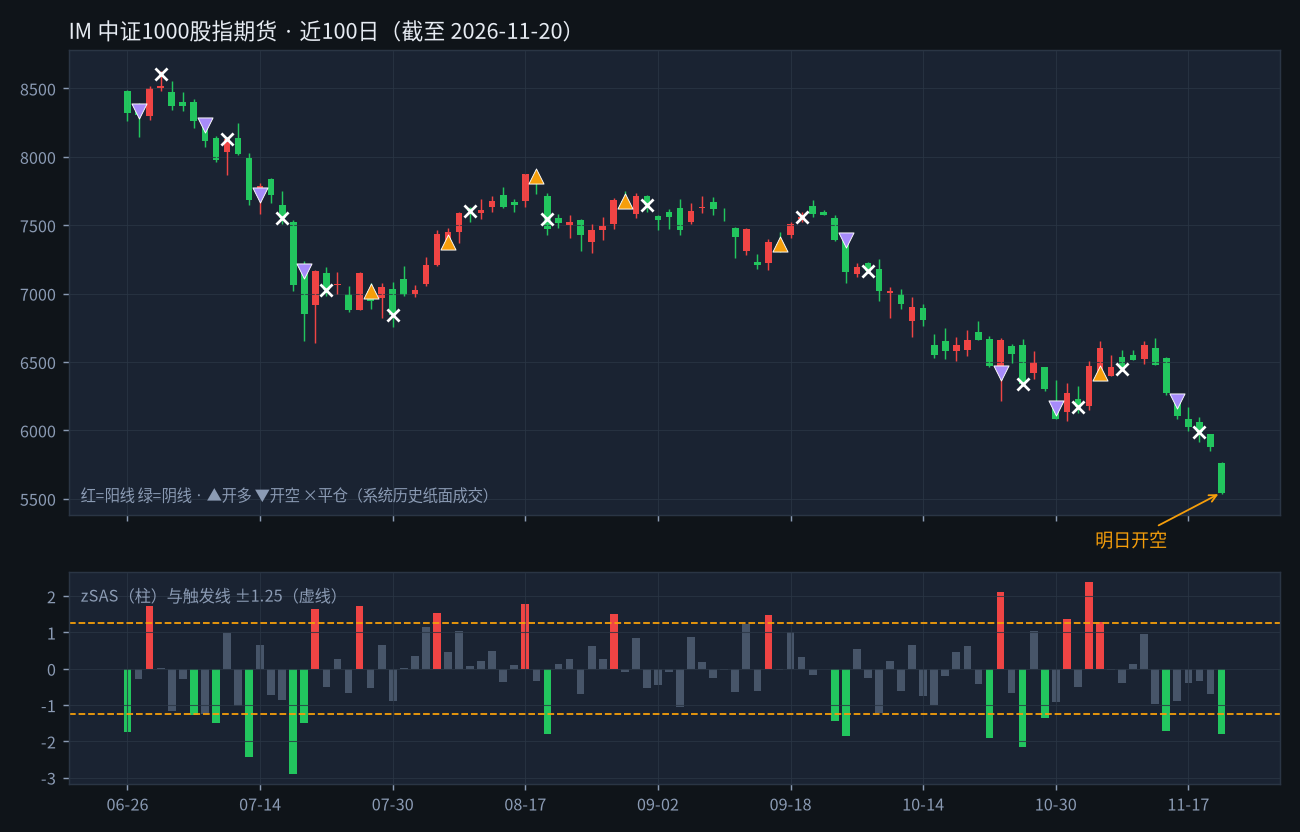 IM 中证1000股指期货 · 近100日（截至 2026-11-20）
8500
8000
7500
7000
6500
6000
5500
红=阳线 绿=阴线 · ▲开多 ▼开空 ×平仓（系统历史纸面成交）
明日开空
zSAS（柱）与触发线 ±1.25（虚线）
2
1
0
-1
-2
-3
06-26 07-14 07-30 08-17 09-02 09-18 10-14 10-30 11-17